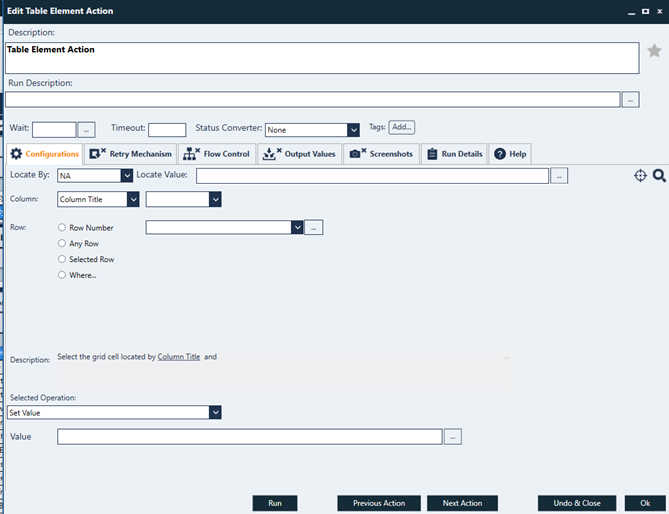 Edit Table Element Action
Description:
Table Element Action
Run Description:
...
Wait: ... Timeout: Status Converter: None Tags: Add...
Configurations Retry Mechanism Flow Control Output Values Screenshots Run Details Help
Locate By: NA Locate Value: ...
Column: Column Title
Row: Row Number ...
Any Row
Selected Row
Where...
Description: Select the grid cell located by Column Title and
Selected Operation:
Set Value
Value ...
Run Previous Action Next Action Undo & Close Ok